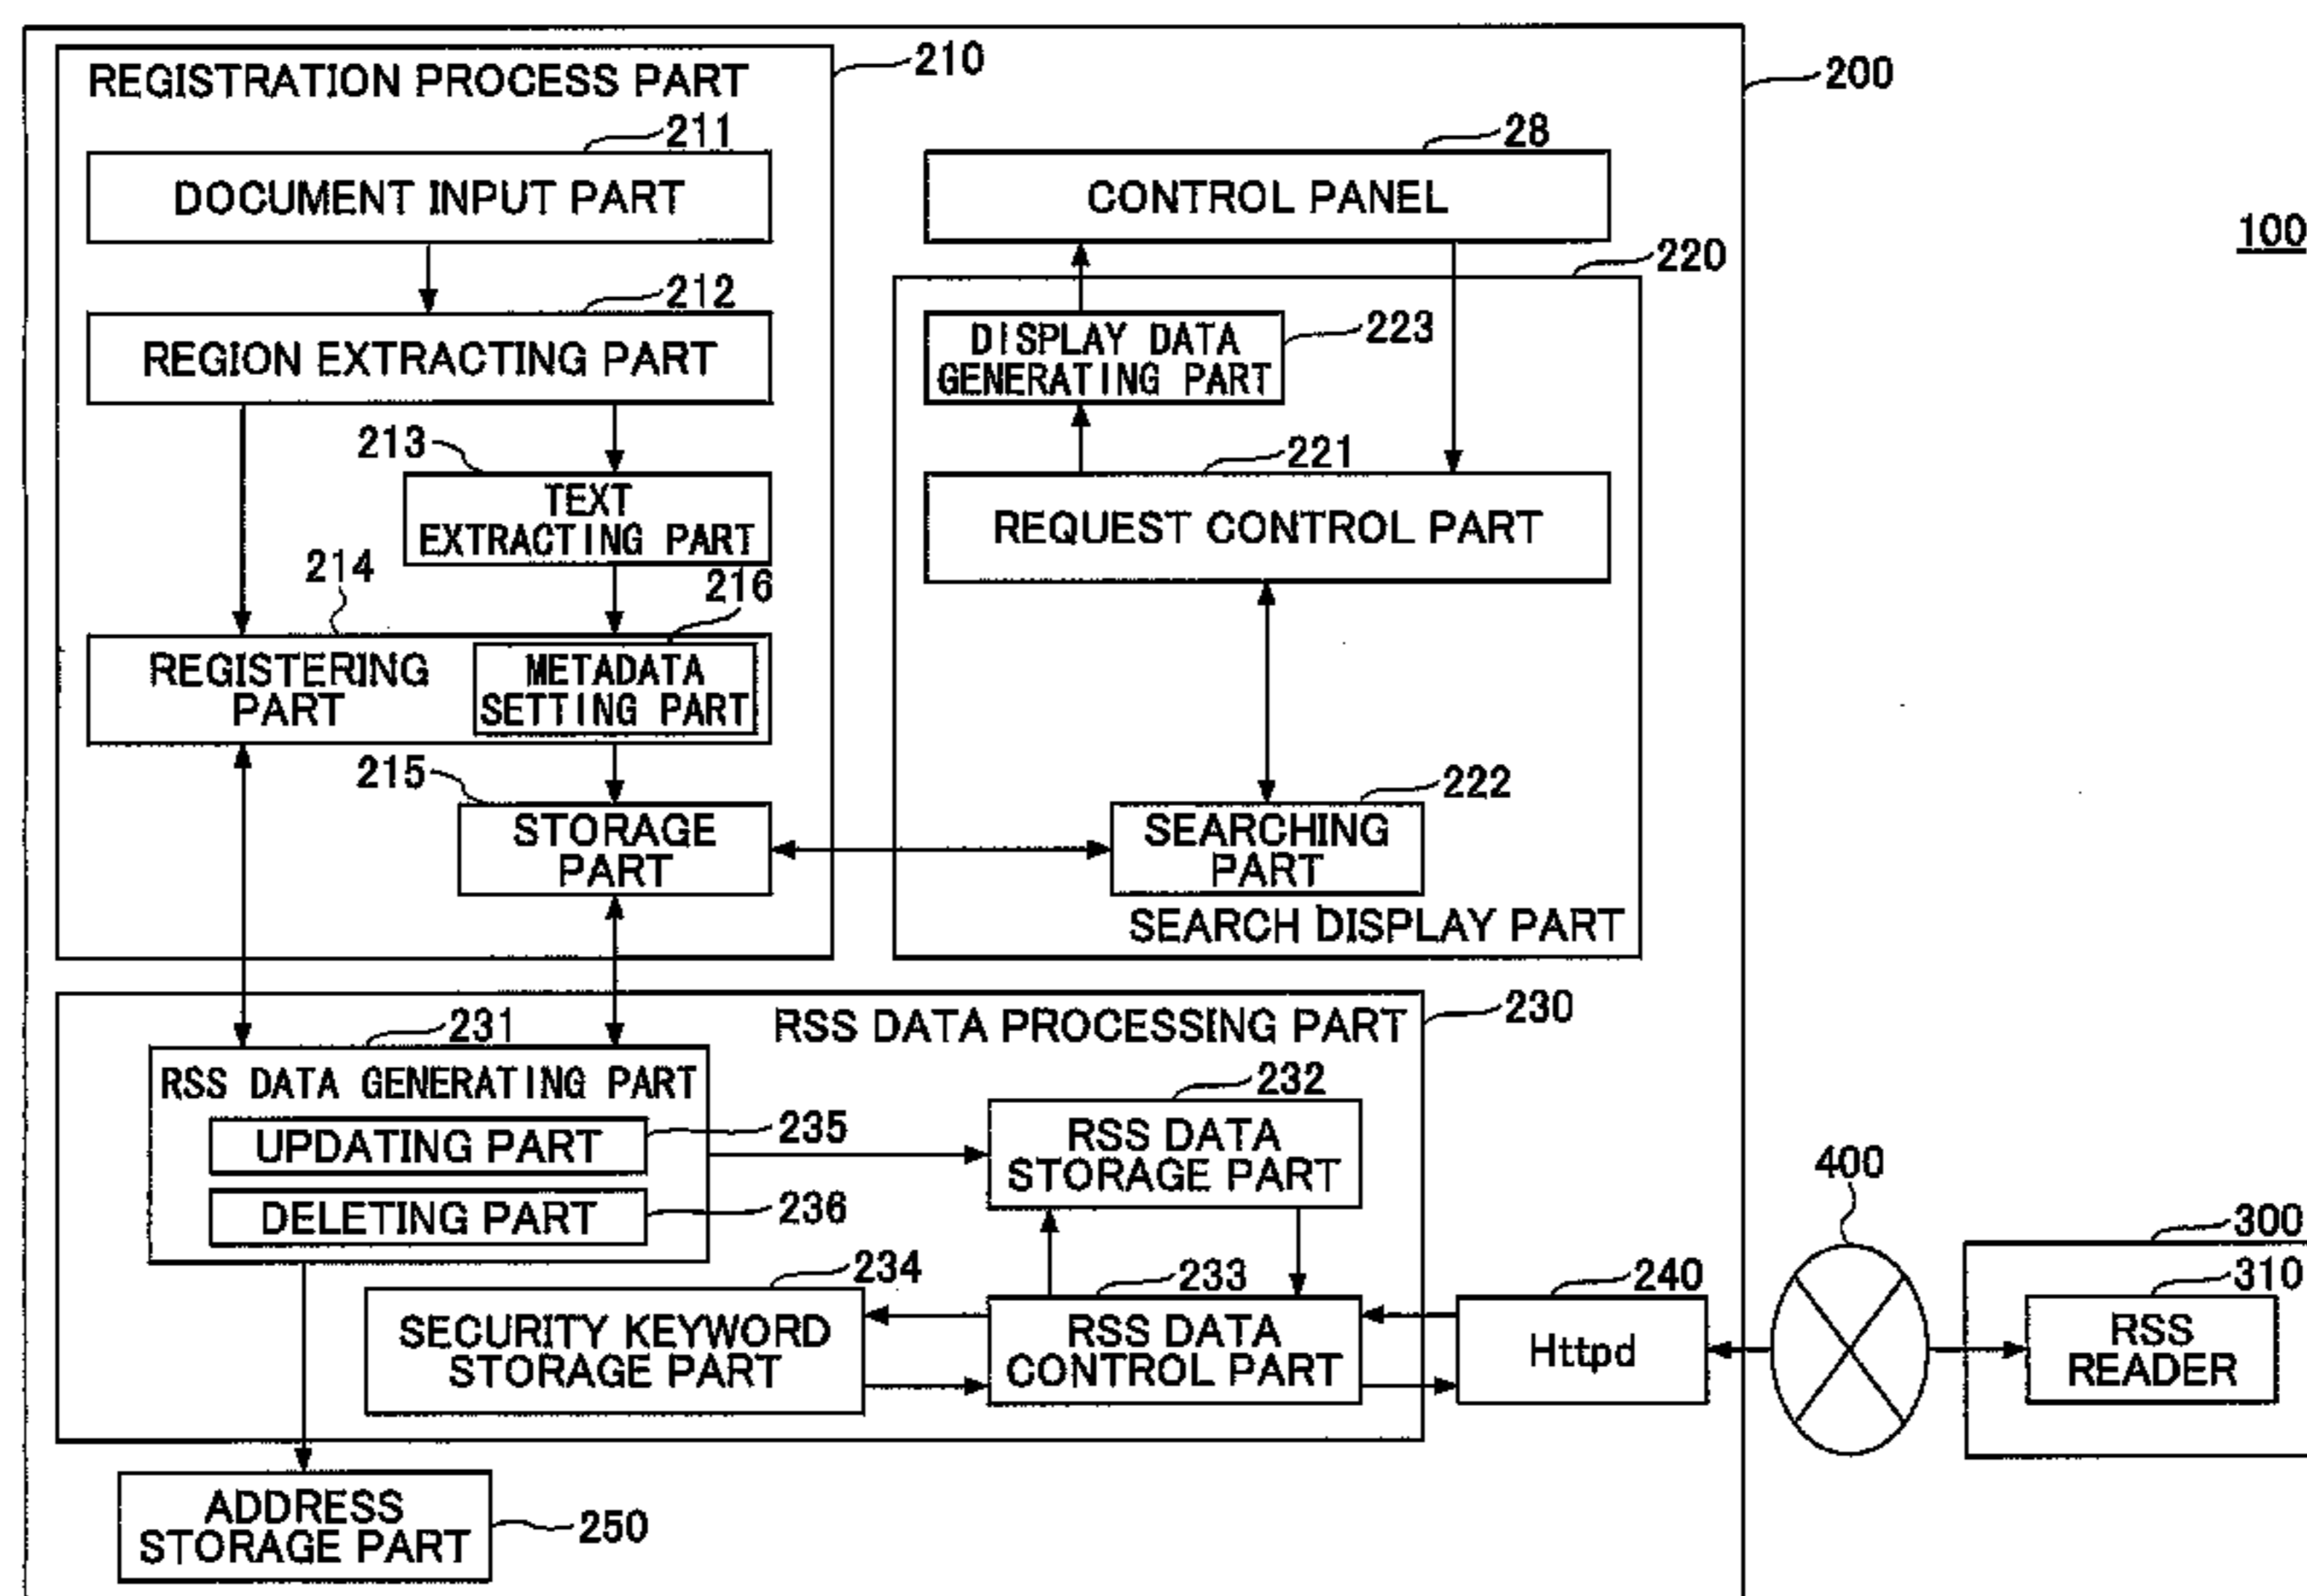 REGISTRATION PROCESS PART
210
200
211
DOCUMENT INPUT PART
28
CONTROL PANEL
100
220
212
REGION EXTRACTING PART
DISPLAY DATA
GENERATING PART
223
213
TEXT
EXTRACTING PART
221
REQUEST CONTROL PART
214
216
REGISTERING
PART
METADATA
SETTING PART
215
STORAGE
PART
222
SEARCHING
PART
SEARCH DISPLAY PART
RSS DATA PROCESSING PART
230
231
RSS DATA GENERATING PART
UPDATING PART
235
DELETING PART
236
232
RSS DATA
STORAGE PART
234
SECURITY KEYWORD
STORAGE PART
233
RSS DATA
CONTROL PART
240
Httpd
400
300
310
RSS
READER
ADDRESS
STORAGE PART
250